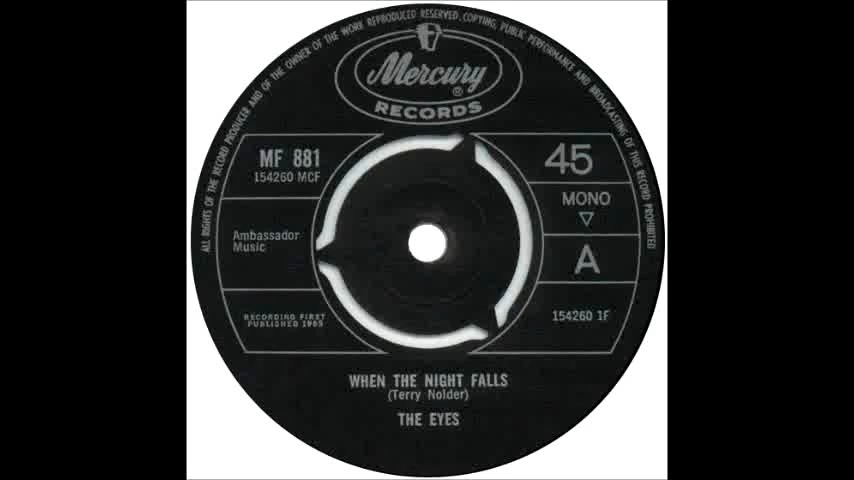 ALL RIGHTS OF THE RECORD PRODUCER AND OF THE OWNER OF THE WORK REPRODUCED RESERVED. COPYING, PUBLIC PERFORMANCE AND BROADCASTING OF THIS RECORD PROHIBITED
Mercury ®
RECORDS
MF 881
154260 MCF
45
MONO
Ambassador
Music
A
RECORDING FIRST
PUBLISHED 1965
154260 1F
WHEN THE NIGHT FALLS
(Terry Nolder)
THE EYES